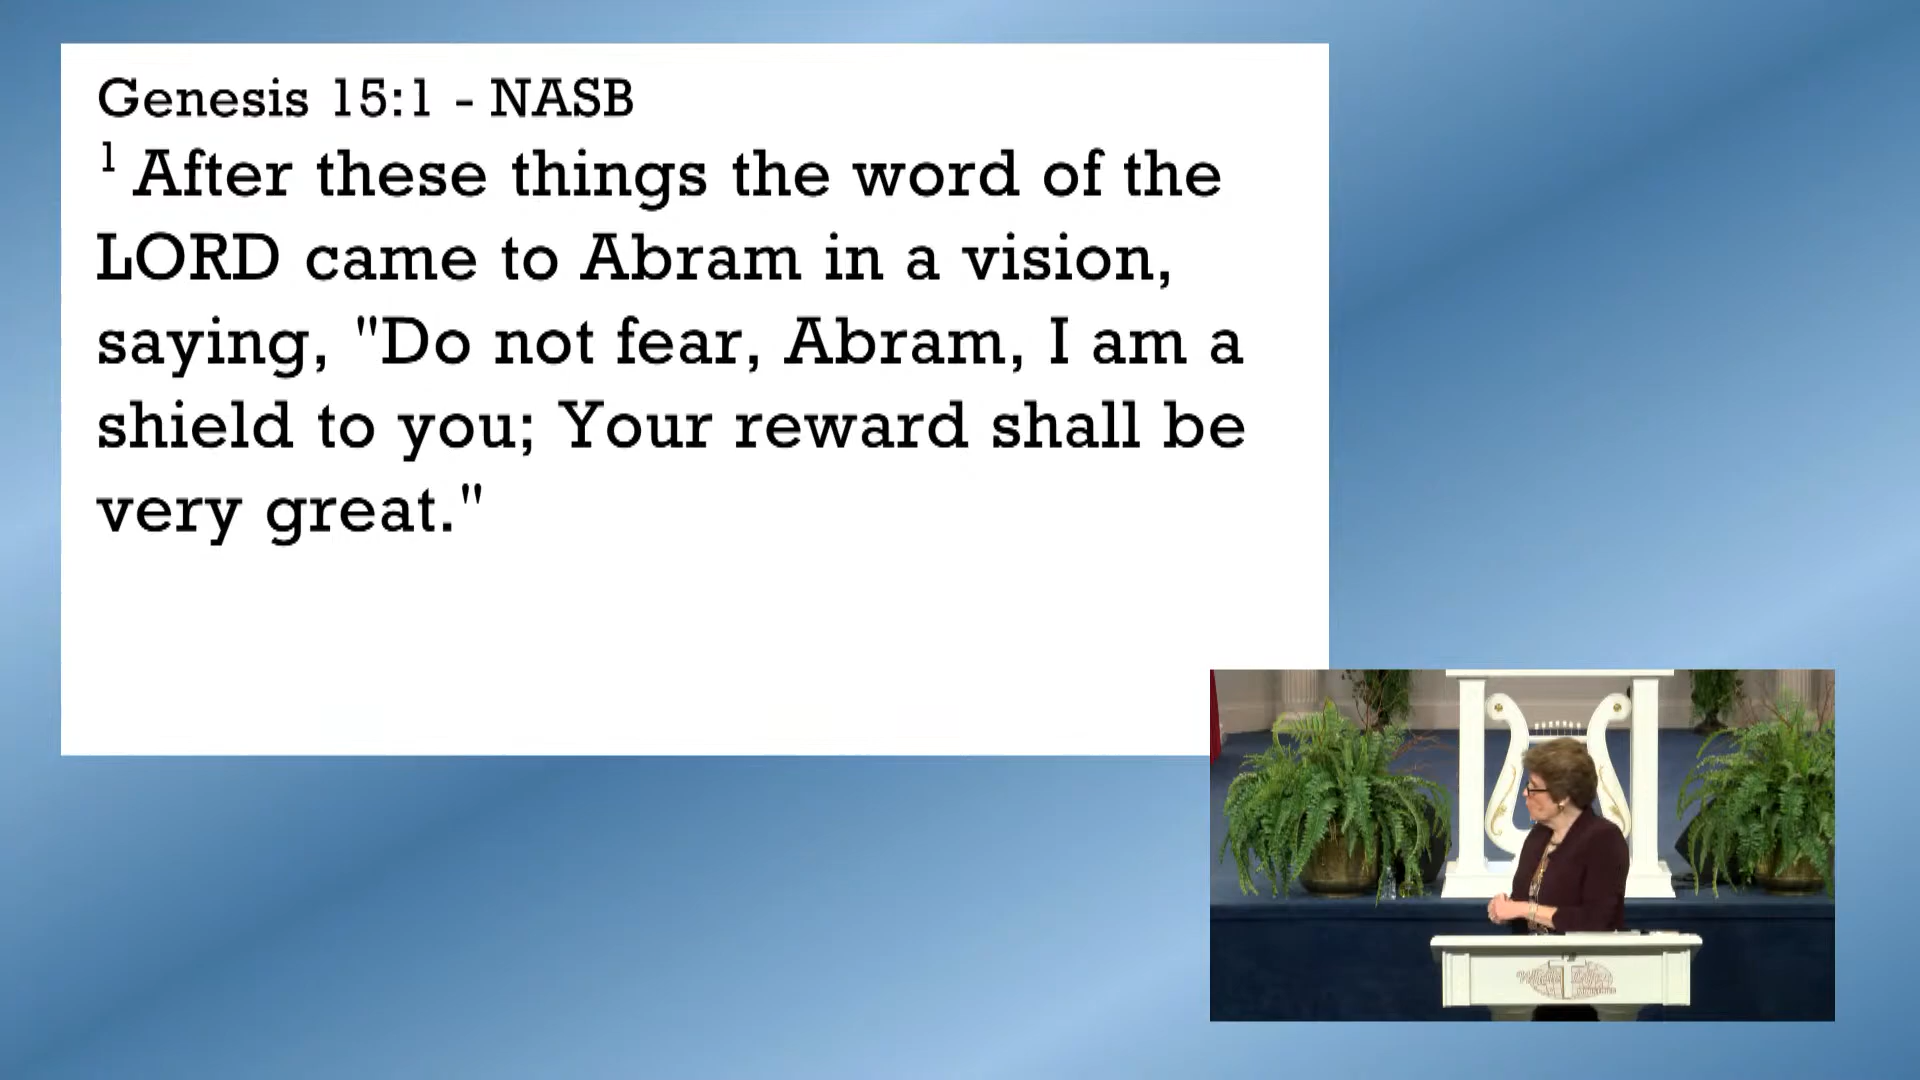 Genesis 15:1 - NASB
1 After these things the word of the
LORD came to Abram in a vision,
saying, "Do not fear, Abram, I am a
shield to you; Your reward shall be
very great."